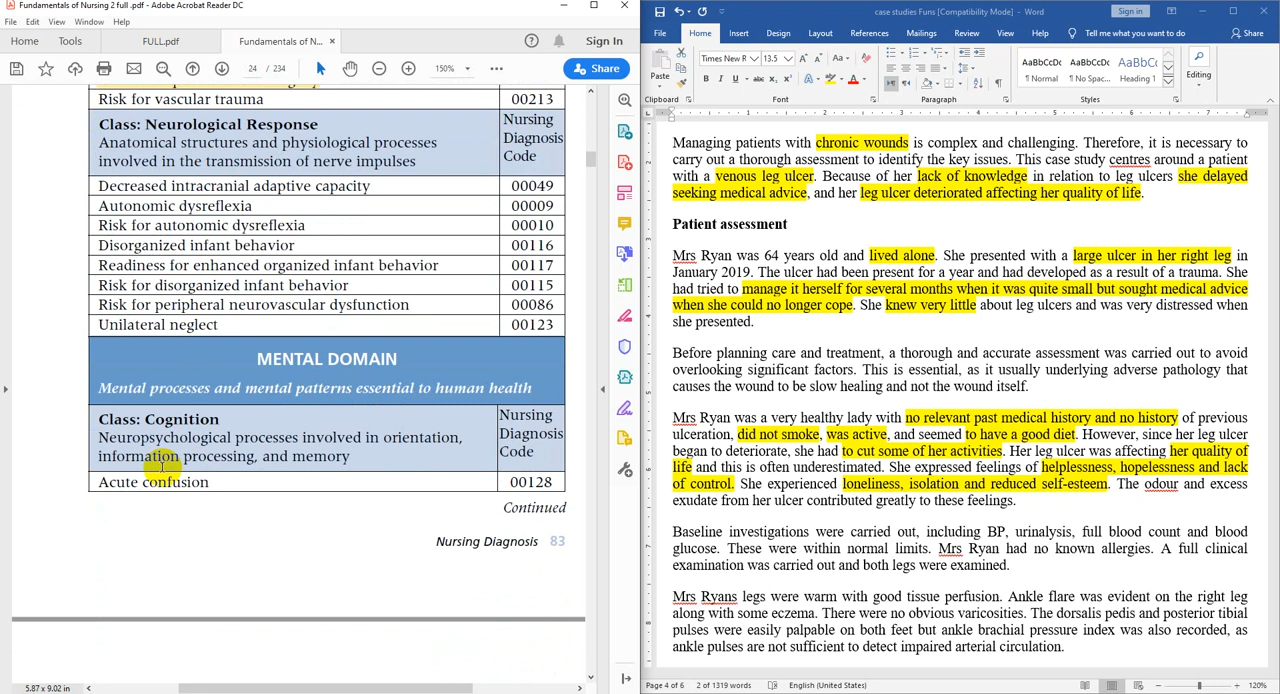 Fundamentals of Nursing 2 full .pdf - Adobe Acrobat Reader DC
File Edit View Window Help
Home Tools FULL.pdf Fundamentals of N... × Sign In
24 / 234 150% Share
Risk for vascular trauma 00213
Class: Neurological Response
Anatomical structures and physiological processes
involved in the transmission of nerve impulses
Nursing
Diagnosis
Code
Decreased intracranial adaptive capacity 00049
Autonomic dysreflexia 00009
Risk for autonomic dysreflexia 00010
Disorganized infant behavior 00116
Readiness for enhanced organized infant behavior 00117
Risk for disorganized infant behavior 00115
Risk for peripheral neurovascular dysfunction 00086
Unilateral neglect 00123
MENTAL DOMAIN
Mental processes and mental patterns essential to human health
Class: Cognition
Neuropsychological processes involved in orientation,
information processing, and memory
Nursing
Diagnosis
Code
Acute confusion 00128
Continued
Nursing Diagnosis 83
5.87 x 9.02 in
case studies Funs [Compatibility Mode] - Word
Sign in
File Home Insert Design Layout References Mailings Review View Help Tell me what you want to do Share
Paste
Times New R 13.5
AaBbCcDc AaBbCcDc AaBbC
¶ Normal ¶ No Spac... Heading 1
Editing
Clipboard Font Paragraph Styles
Managing patients with chronic wounds is complex and challenging. Therefore, it is necessary to
carry out a thorough assessment to identify the key issues. This case study centres around a patient
with a venous leg ulcer. Because of her lack of knowledge in relation to leg ulcers she delayed
seeking medical advice, and her leg ulcer deteriorated affecting her quality of life.
Patient assessment
Mrs Ryan was 64 years old and lived alone. She presented with a large ulcer in her right leg in
January 2019. The ulcer had been present for a year and had developed as a result of a trauma. She
had tried to manage it herself for several months when it was quite small but sought medical advice
when she could no longer cope. She knew very little about leg ulcers and was very distressed when
she presented.
Before planning care and treatment, a thorough and accurate assessment was carried out to avoid
overlooking significant factors. This is essential, as it usually underlying adverse pathology that
causes the wound to be slow healing and not the wound itself.
Mrs Ryan was a very healthy lady with no relevant past medical history and no history of previous
ulceration, did not smoke, was active, and seemed to have a good diet. However, since her leg ulcer
began to deteriorate, she had to cut some of her activities. Her leg ulcer was affecting her quality of
life and this is often underestimated. She expressed feelings of helplessness, hopelessness and lack
of control. She experienced loneliness, isolation and reduced self-esteem. The odour and excess
exudate from her ulcer contributed greatly to these feelings.
Baseline investigations were carried out, including BP, urinalysis, full blood count and blood
glucose. These were within normal limits. Mrs Ryan had no known allergies. A full clinical
examination was carried out and both legs were examined.
Mrs Ryans legs were warm with good tissue perfusion. Ankle flare was evident on the right leg
along with some eczema. There were no obvious varicosities. The dorsalis pedis and posterior tibial
pulses were easily palpable on both feet but ankle brachial pressure index was also recorded, as
ankle pulses are not sufficient to detect impaired arterial circulation.
Page 4 of 6 2 of 1319 words English (United States) 120%